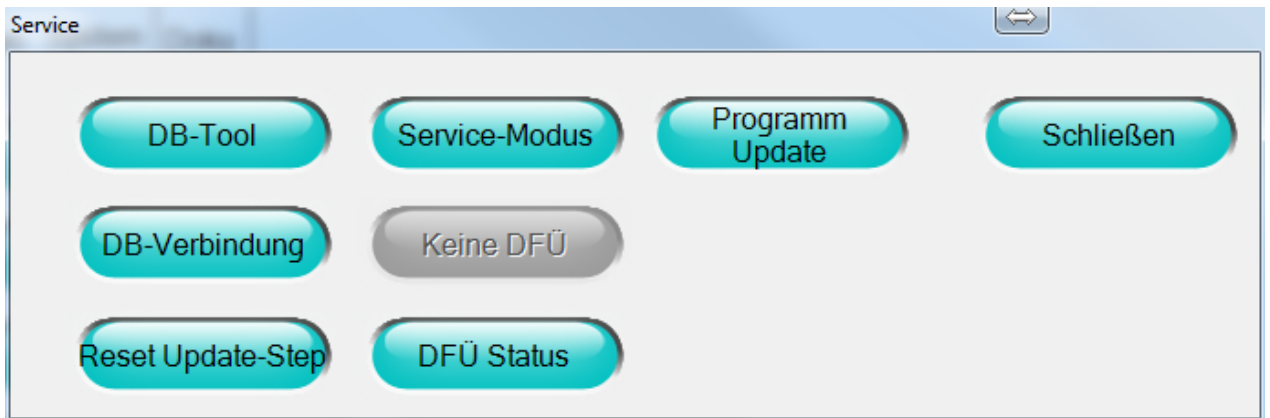 Service
DB-Tool
Service-Modus
Programm
Update
Schließen
DB-Verbindung
Keine DFÜ
Reset Update-Step
DFÜ Status